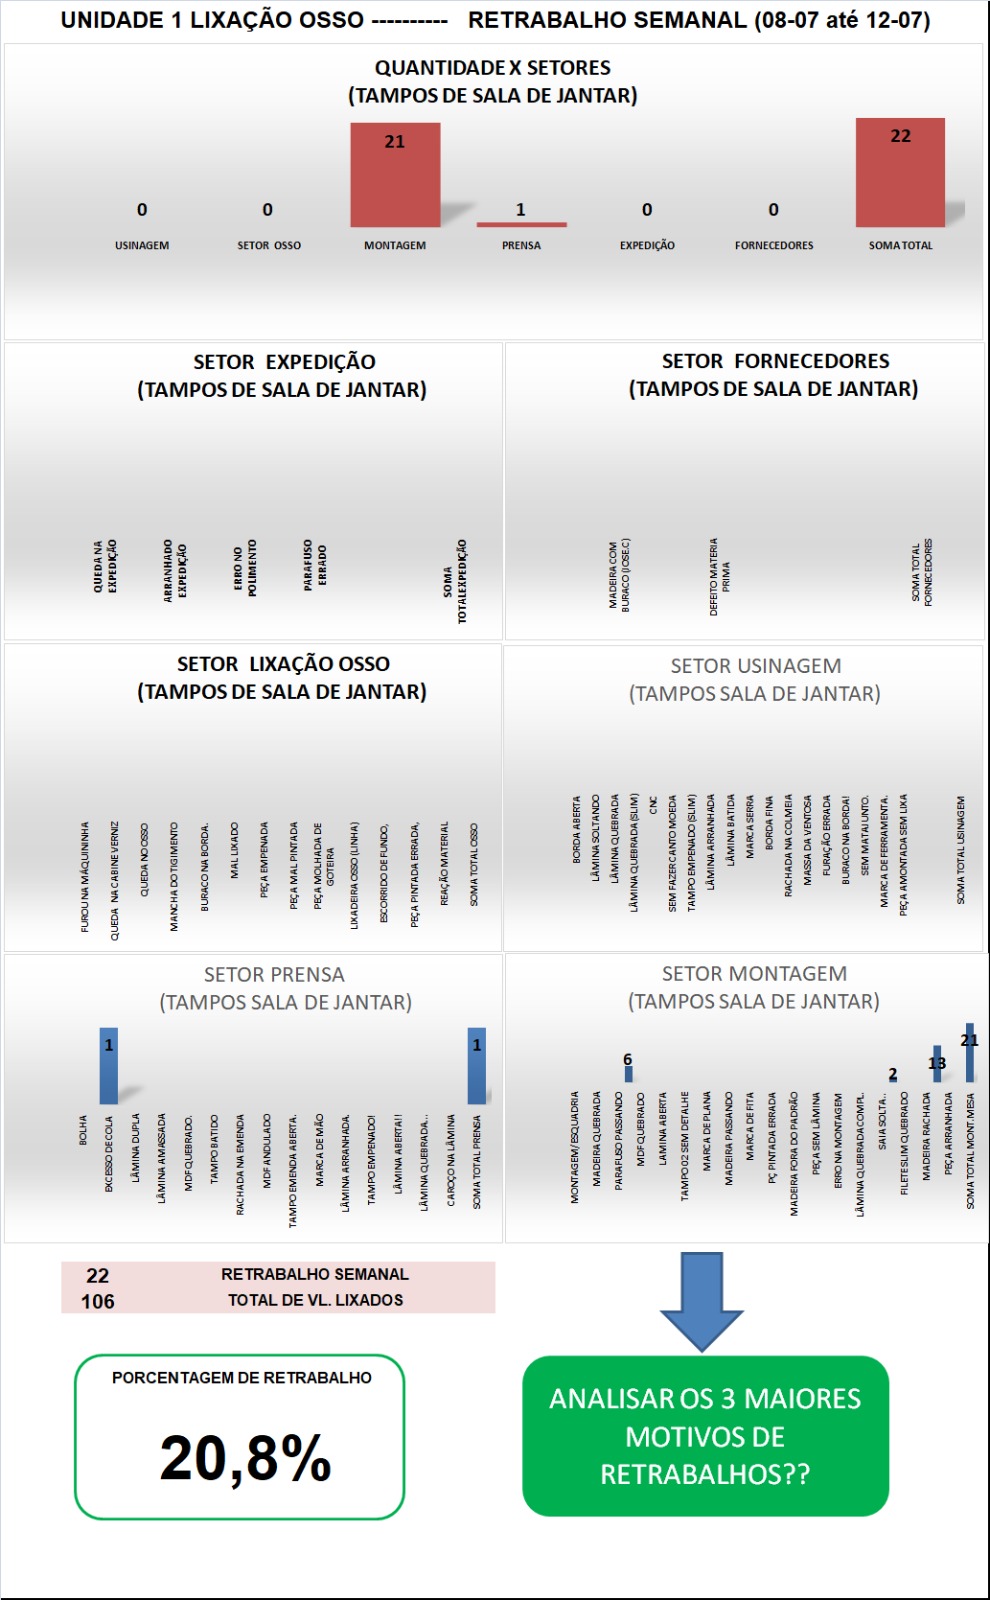 UNIDADE 1 LIXAÇÃO OSSO ---------- RETRABALHO SEMANAL (08-07 até 12-07)
QUANTIDADE X SETORES
(TAMPOS DE SALA DE JANTAR)
0
0
21
1
0
0
22
USINAGEM
SETOR OSSO
MONTAGEM
PRENSA
EXPEDIÇÃO
FORNECEDORES
SOMA TOTAL
SETOR EXPEDIÇÃO
(TAMPOS DE SALA DE JANTAR)
QUEDA NA
EXPEDIÇÃO
ARRANHADO
EXPEDIÇÃO
ERRO NO
POLIMENTO
PARAFUSO
ERRADO
SOMA
TOTALEXPEDIÇÃO
SETOR FORNECEDORES
(TAMPOS DE SALA DE JANTAR)
MADEIRA COM
BURACO (JOSE.C)
DEFEITO MATERIA
PRIMA
SOMA TOTAL
FORNECEDORES
SETOR LIXAÇÃO OSSO
(TAMPOS DE SALA DE JANTAR)
FUROU NA MÁQUININHA
QUEDA NA CABINE VERNIZ
QUEDA NO OSSO
MANCHA DO TIGIMENTO
BURACO NA BORDA.
MAL LIXADO
PEÇA EMPENADA
PEÇA MAL PINTADA
PEÇA MOLHADA DE
GOTEIRA
LIXADEIRA OSSO (LINHA)
ESCORRIDO DE FUNDO,
PEÇA PINTADA ERRADA,
REAÇÃO MATERIAL
SOMA TOTAL OSSO
SETOR USINAGEM
(TAMPOS SALA DE JANTAR)
BORDA ABERTA
LÂMINA SOLTANDO
LÂMINA QUEBRADA
LÂMINA QUEBRADA (SLIM)
CNC
SEM FAZER CANTO MOEDA
TAMPO EMPENADO (SLIM)
LÂMINA ARRANHADA
LÂMINA BATIDA
MARCA SERRA
BORDA FINA
RACHADA NA COLMEIA
MASSA DA VENTOSA
FURAÇÃO ERRADA
BURACO NA BORDA!
SEM MATAJUNTO.
MARCA DE FERRAMENTA.
PEÇA AMONTADA SEM LIXA
SOMA TOTAL USINAGEM
SETOR PRENSA
(TAMPOS SALA DE JANTAR)
1
1
BOLHA
EXCESSO DE COLA
LÂMINA DUPLA
LÂMINA AMASSADA
MDF QUEBRADO.
TAMPO BATIDO
RACHADA NA EMENDA
MDF ANDULADO
TAMPO EMENDA ABERTA.
MARCA DE MÃO
LÂMINA ARRANHADA.
TAMPO EMPENADO!
LÂMINA ABERTA!!
LÂMINA QUEBRADA...
CAROÇO NA LÂMINA
SOMA TOTAL PRENSA
SETOR MONTAGEM
(TAMPOS SALA DE JANTAR)
6
2
13
21
MONTAGEM/ESQUADRIA
MADEIRA QUEBRADA
PARAFUSO PASSANDO
MDF QUEBRADO
LAMINA ABERTA
TAMPO 02 SEM DETALHE
MARCA DE PLANA
MADEIRA PASSANDO
MARCA DE FITA
PÇ PINTADA ERRADA
MADEIRA FORA DO PADRÃO
PEÇA SEM LÂMINA
ERRO NA MONTAGEM
LÂMINA QUEBRADA COMPL.
SAIA SOLTA...
FILETE SLIM QUEBRADO
MADEIRA RACHADA
PEÇA ARRANHADA
SOMA TOTAL MONT.MESA
22 RETRABALHO SEMANAL
106 TOTAL DE VL. LIXADOS
PORCENTAGEM DE RETRABALHO
20,8%
ANALISAR OS 3 MAIORES
MOTIVOS DE
RETRABALHOS??